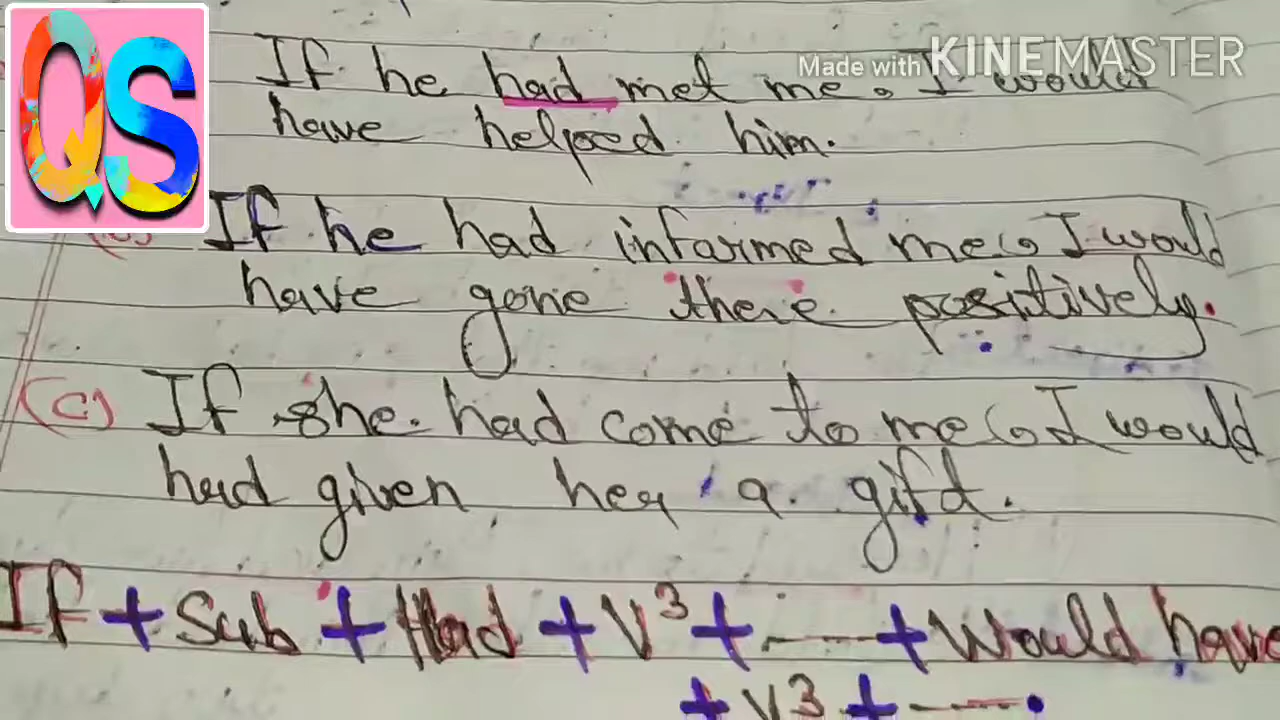 QS
Made with KINEMASTER
If he had met me. I would
have helped him.
(b) If he had informed me, I would
have gone there positively.
(c) If she had come to me, I would
had given her a gift.
If + Sub + Had + V³ + —— + Would have
+ V³ + ——.